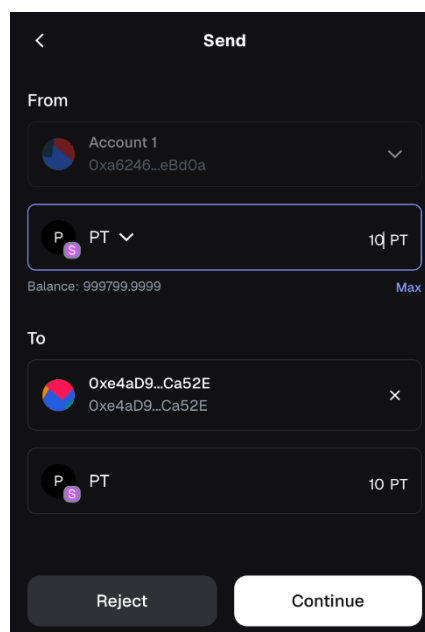 Send
From
Account 1
0xa6246...eBd0a
P
S
PT
10 PT
Balance: 999799.9999
Max
To
0xe4aD9...Ca52E
0xe4aD9...Ca52E
P
S
PT
10 PT
Reject
Continue